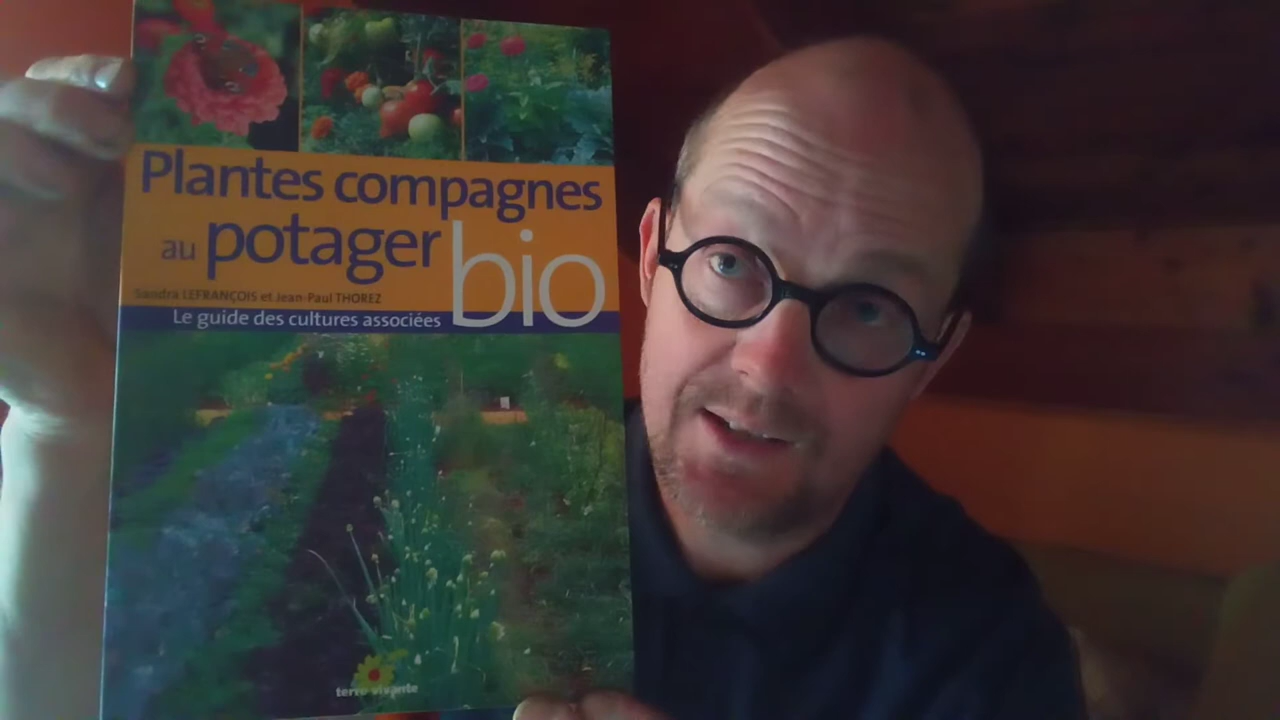 Plantes compagnes
au potager bio
Sandra LEFRANÇOIS et Jean-Paul THOREZ
Le guide des cultures associées
terre vivante